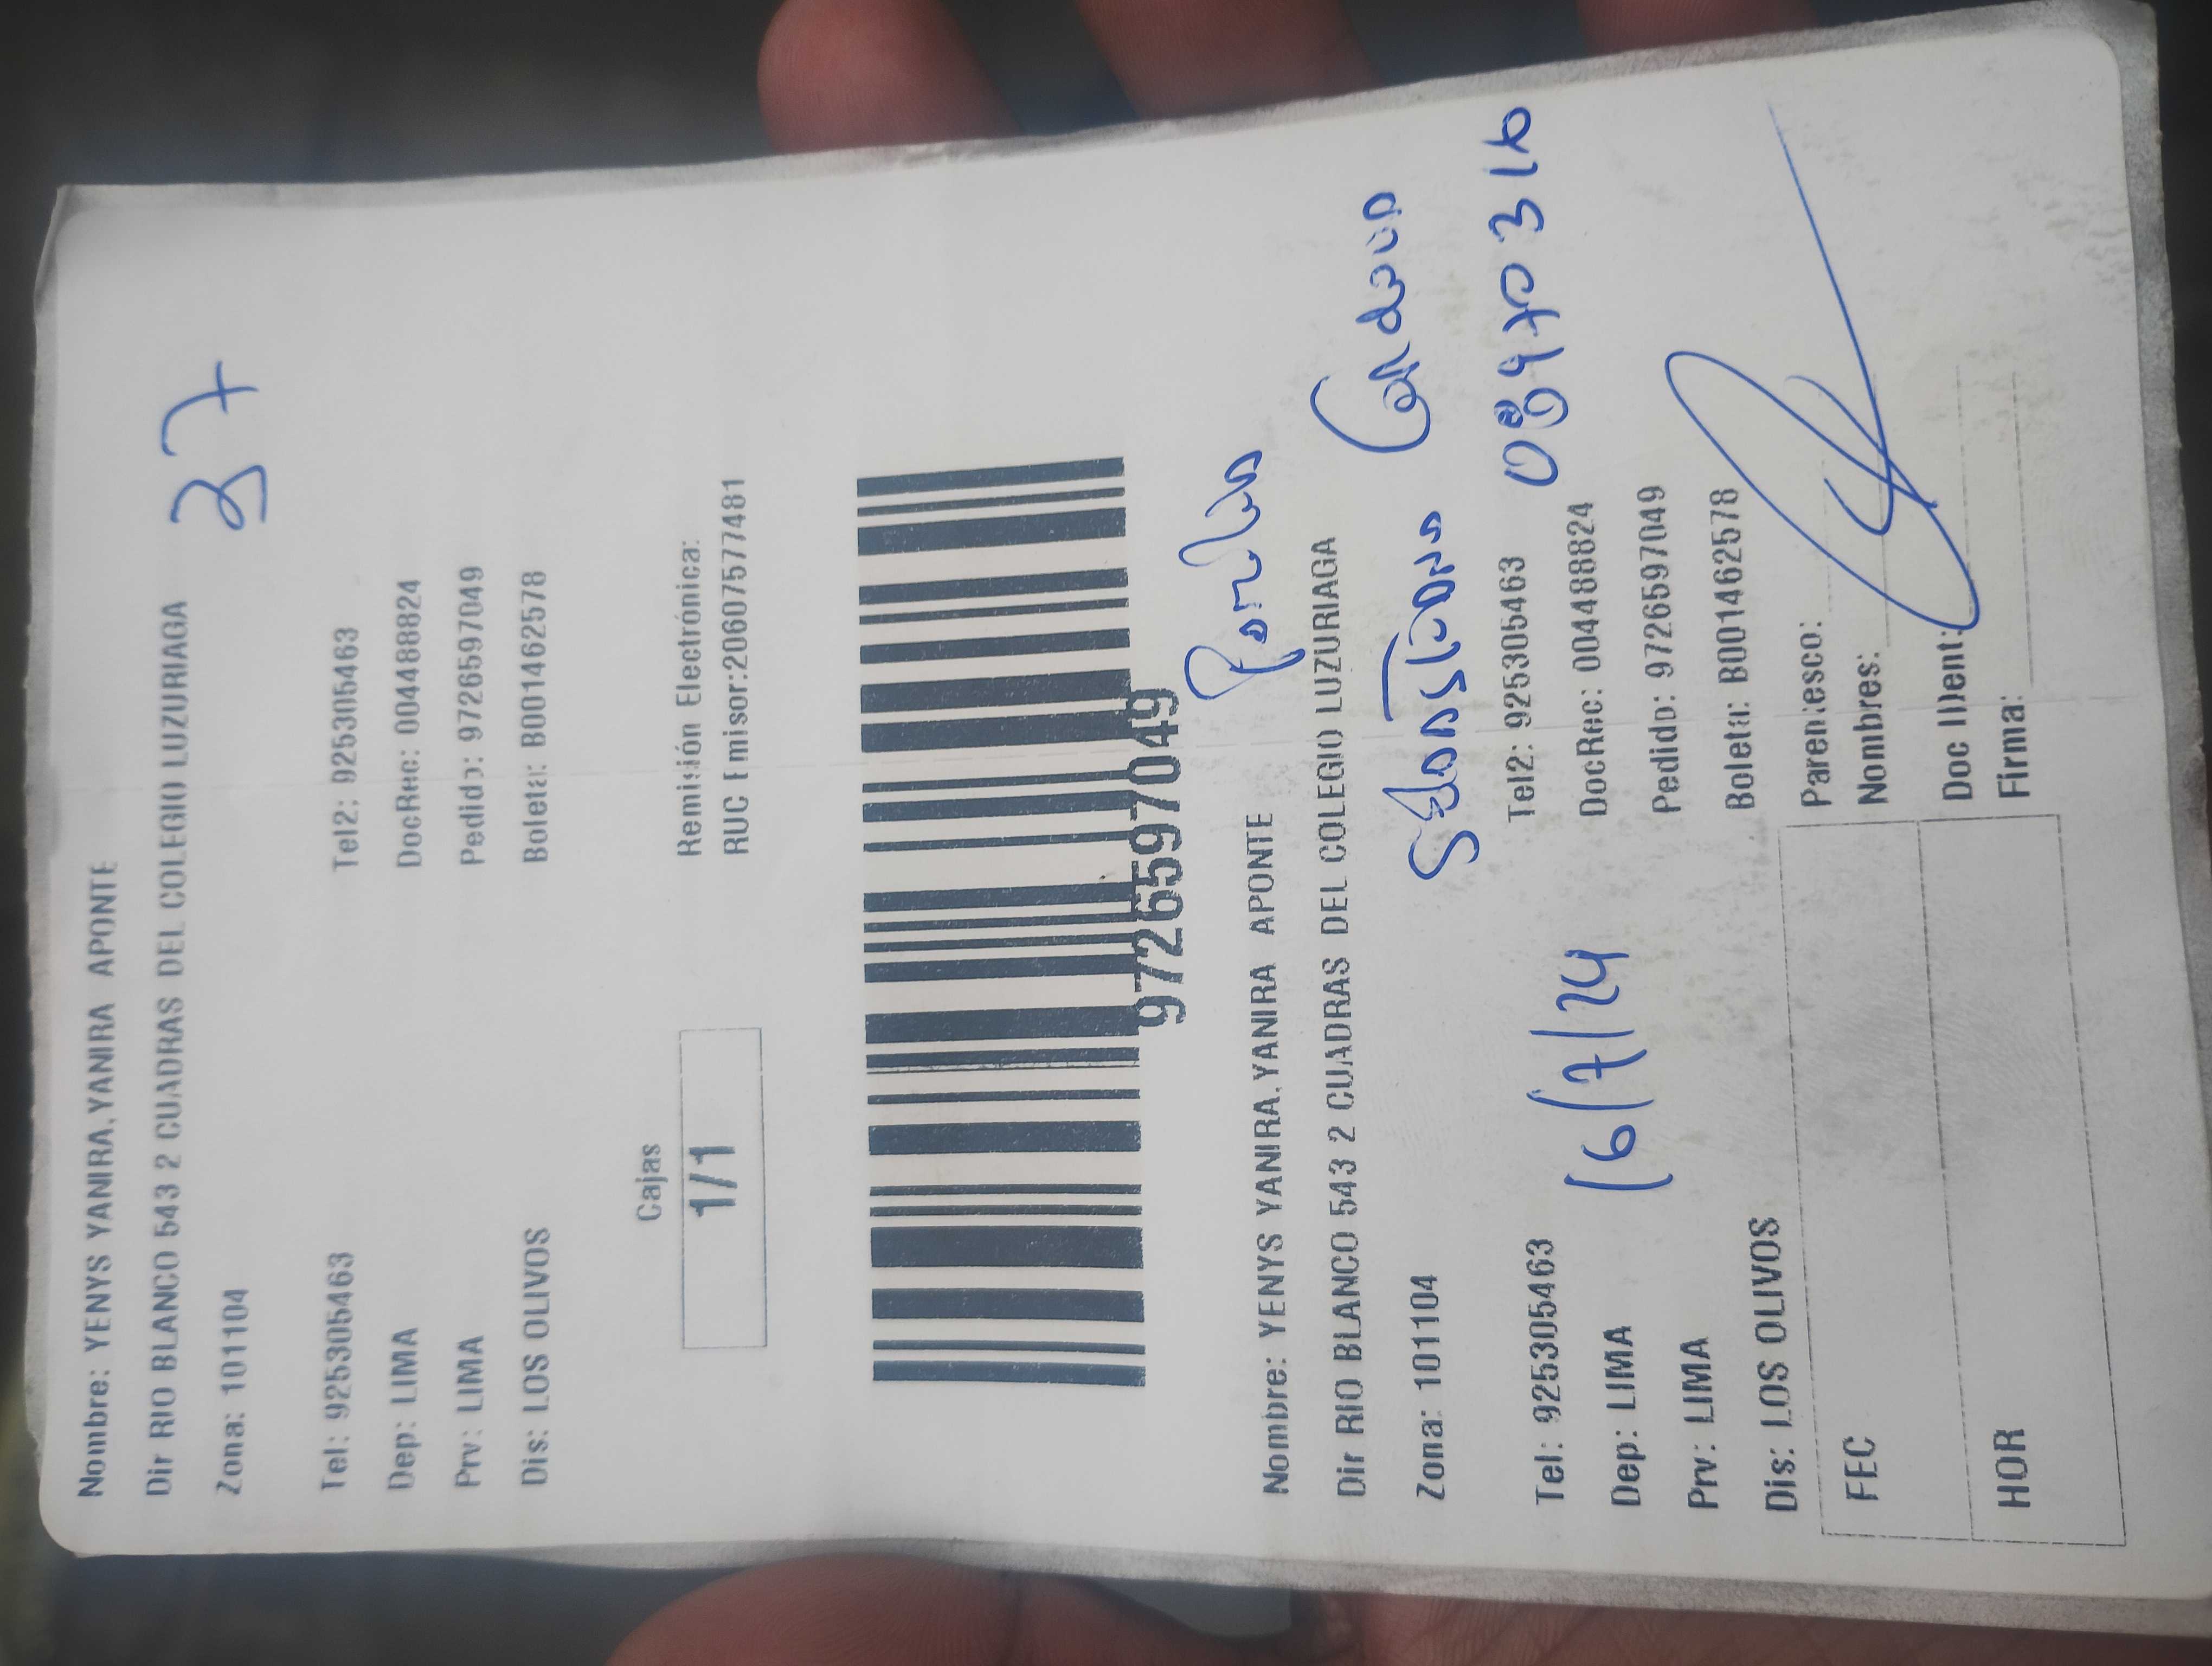 Nombre: YENYS YANIRA,YANIRA APONTE
Dir RIO BLANCO 543 2 CUADRAS DEL COLEGIO LUZURIAGA
37
Zona: 101104
Tel: 925305463 Tel2: 925305463
Dep: LIMA DocRec: 004488824
Prv: LIMA Pedido: 972659704​9
Dis: LOS OLIVOS Boleta: B001462578
Cajas
1/1
Remisión Electrónica:
RUC Emisor:20607577481
9726597049
Nombre: YENYS YANIRA,YANIRA APONTE
Dir RIO BLANCO 543 2 CUADRAS DEL COLEGIO LUZURIAGA
Zona: 101104 Sebastiana
Tel: 925305463 Tel2: 925305463
16/7/24
Dep: LIMA DocRec: 004488824
Prv: LIMA Pedido: 9726597049
Dis: LOS OLIVOS Boleta: B001462578
FEC
HOR
Parentesco:
Nombres:
Doc Ident:
Firma: